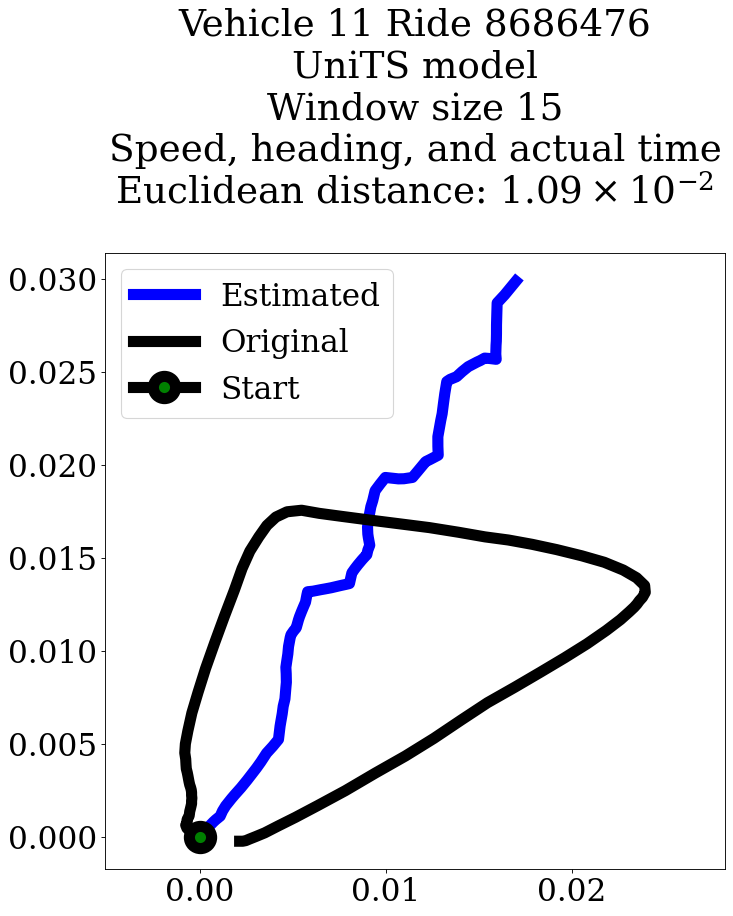 Vehicle 11 Ride 8686476
UniTS model
Window size 15
Speed, heading, and actual time
Euclidean distance: 1.09 × 10⁻²
Estimated
Original
Start
0.030
0.025
0.020
0.015
0.010
0.005
0.000
0.00 0.01 0.02